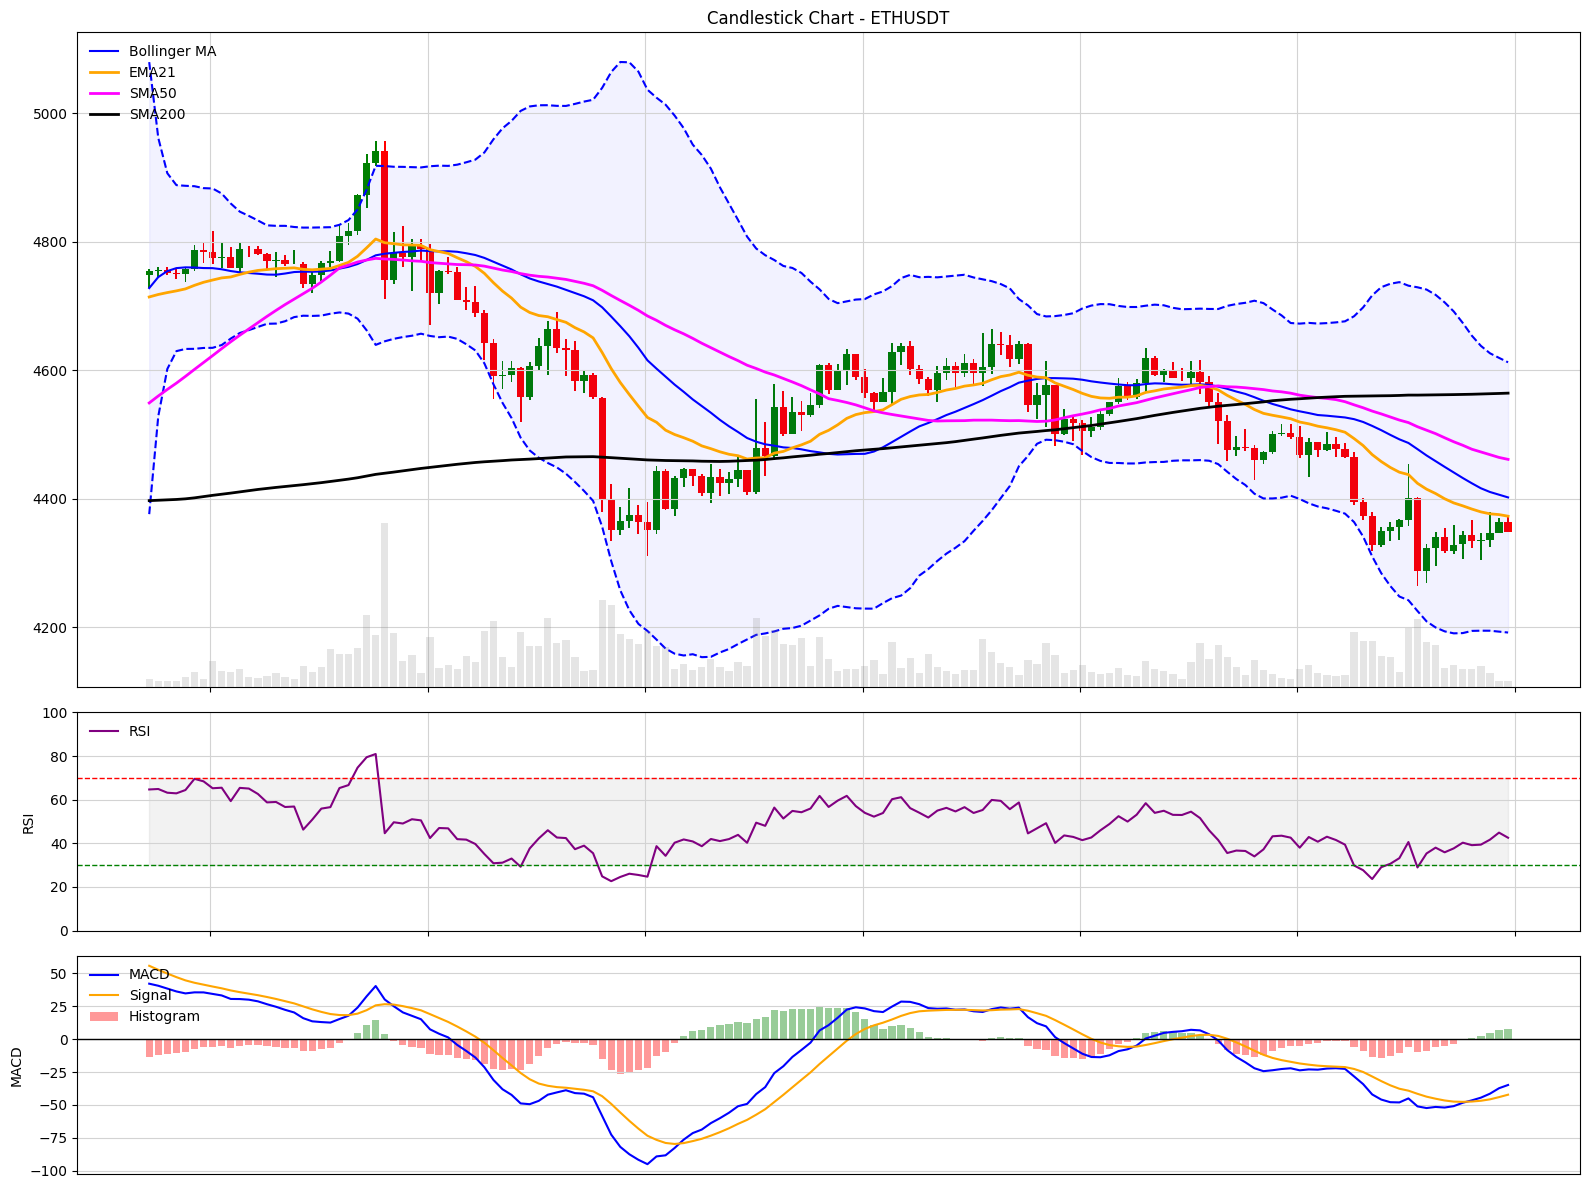 Candlestick Chart - ETHUSDT
Bollinger MA
EMA21
SMA50
SMA200
5000
4800
4600
4400
4200
RSI
100
80
60
40
20
0
RSI
MACD
Signal
Histogram
50
25
0
−25
−50
−75
−100
MACD